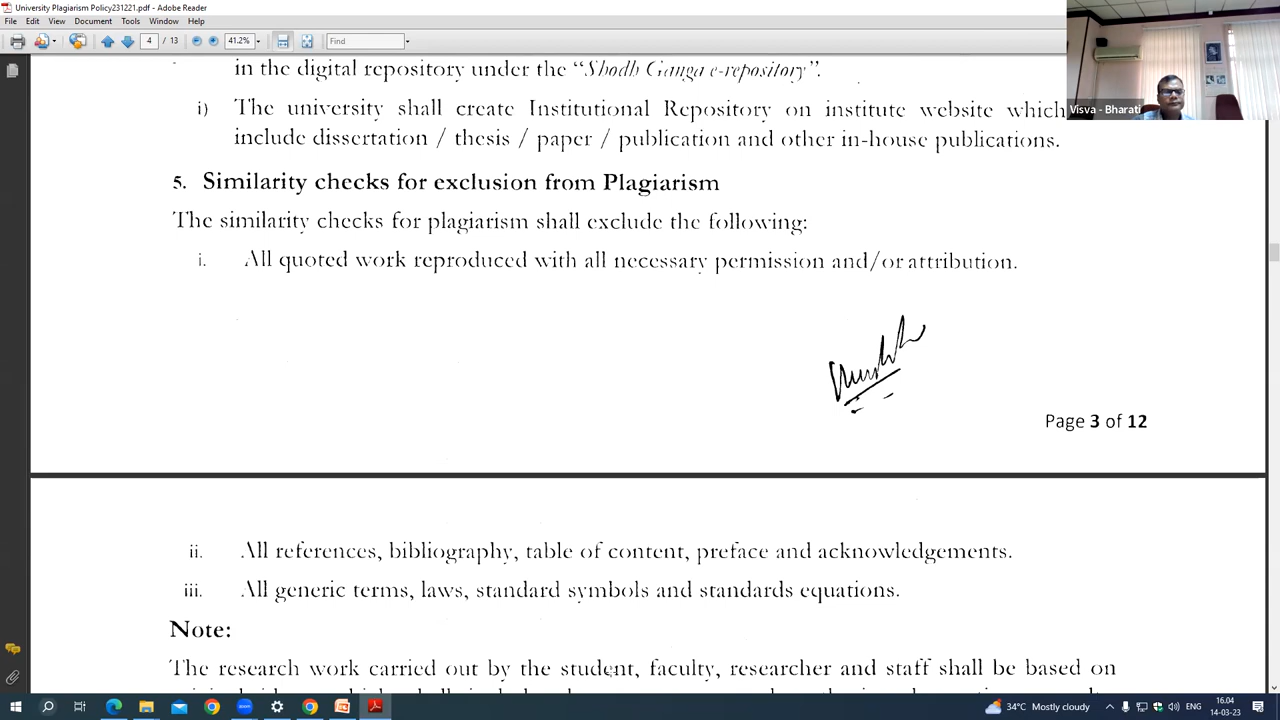 University Plagiarism Policy231221.pdf - Adobe Reader
File Edit View Document Tools Window Help
4 / 13 41.2% Find
in the digital repository under the "Shodh Ganga e-repository".
i) The university shall create Institutional Repository on institute website which
include dissertation / thesis / paper / publication and other in-house publications.
Visva - Bharati
5. Similarity checks for exclusion from Plagiarism
The similarity checks for plagiarism shall exclude the following:
i. All quoted work reproduced with all necessary permission and/or attribution.
Page 3 of 12
ii. All references, bibliography, table of content, preface and acknowledgements.
iii. All generic terms, laws, standard symbols and standards equations.
Note:
The research work carried out by the student, faculty, researcher and staff shall be based on
34°C Mostly cloudy ENG 16.04
14-03-23